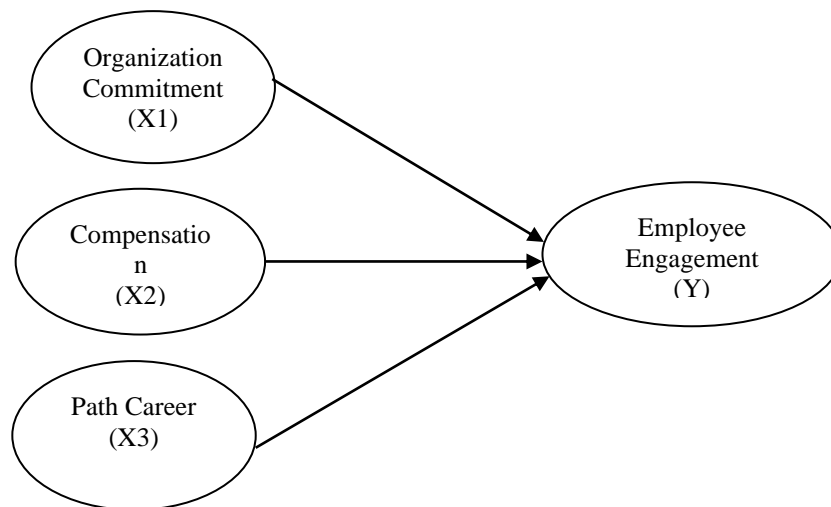 Organization
Commitment
(X1)
Compensatio
n
(X2)
Path Career
(X3)
Employee
Engagement
(Y)